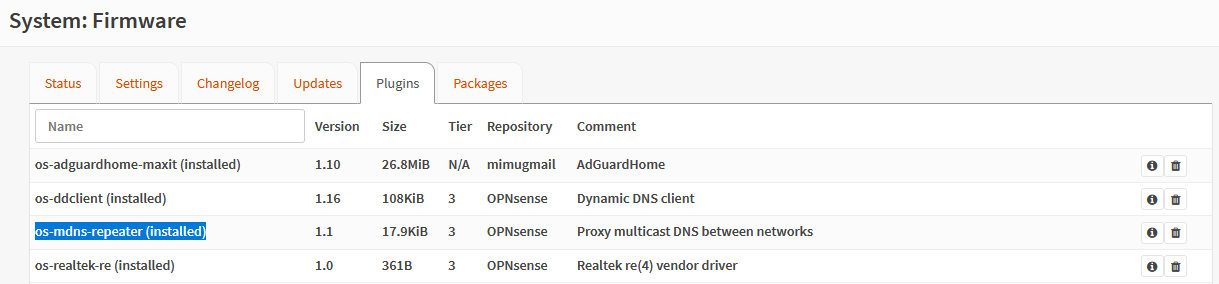 System: Firmware
Status Settings Changelog Updates Plugins Packages
Name Version Size Tier Repository Comment
os-adguardhome-maxit (installed) 1.10 26.8MiB N/A mimugmail AdGuardHome
os-ddclient (installed) 1.16 108KiB 3 OPNsense Dynamic DNS client
os-mdns-repeater (installed) 1.1 17.9KiB 3 OPNsense Proxy multicast DNS between networks
os-realtek-re (installed) 1.0 361B 3 OPNsense Realtek re(4) vendor driver